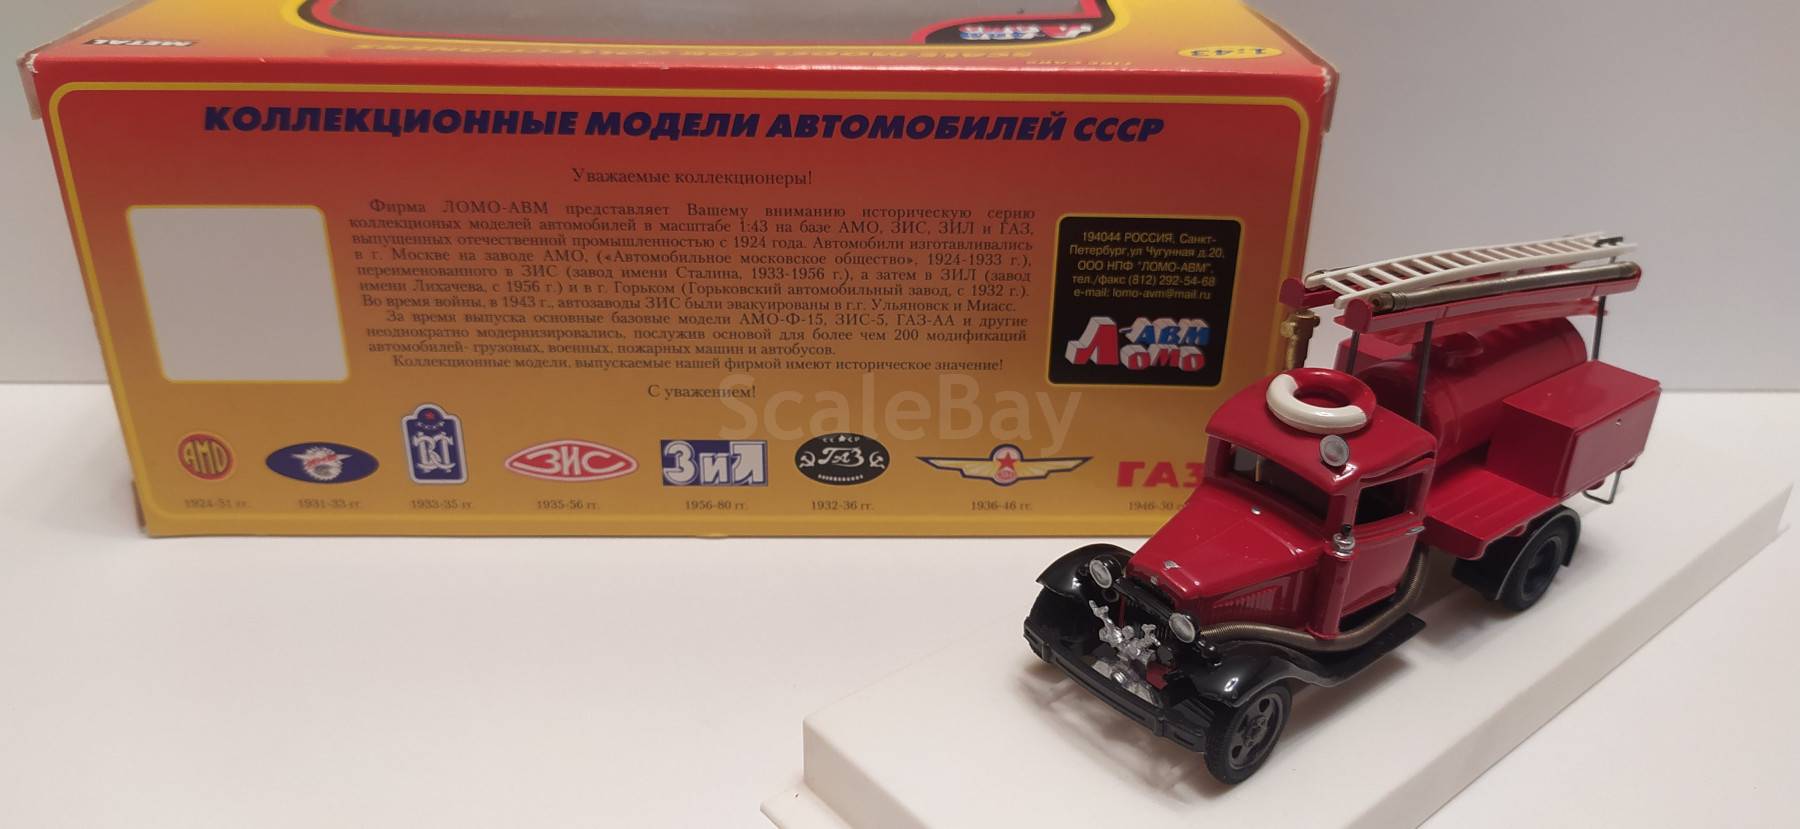 METAL
SCALE MODEL FOR COLLECTIONERS
1:43
КОЛЛЕКЦИОННЫЕ МОДЕЛИ АВТОМОБИЛЕЙ СССР
Уважаемые коллекционеры!
Фирма ЛОМО-АВМ представляет Вашему вниманию историческую серию
коллекционых моделей автомобилей в масштабе 1:43 на базе АМО, ЗИС, ЗИЛ и ГАЗ,
выпущенных отечественной промышленностью с 1924 года. Автомобили изготавливались
в г. Москве на заводе АМО, («Автомобильное московское общество», 1924-1933 г.),
переименованного в ЗИС (завод имени Сталина, 1933-1956 г.), а затем в ЗИЛ (завод
имени Лихачева, с 1956 г.) и в г. Горьком (Горьковский автомобильный завод, с 1932 г.).
Во время войны, в 1943 г., автозаводы ЗИС были эвакуированы в г.г. Ульяновск и Миасс.
За время выпуска основные базовые модели АМО-Ф-15, ЗИС-5, ГАЗ-АА и другие
неоднократно модернизировались, послужив основой для более чем 200 модификаций
автомобилей- грузовых, военных, пожарных машин и автобусов.
Коллекционные модели, выпускаемые нашей фирмой имеют историческое значение!
С уважением!
194044 РОССИЯ, Санкт-
Петербург,ул Чугунная д.20,
ООО НПФ "ЛОМО-АВМ",
тел./факс (812) 292-54-68
e-mail: lomo-avm@mail.ru
ЛОМО-АВМ
АМО
ЗИС
ЗиЛ
СССР
ГАЗ
ГАЗ
1924-31 гг.
1931-33 гг.
1933-35 гг.
1935-56 гг.
1956-80 гг.
1932-36 гг.
1936-46 гг.
ScaleBay